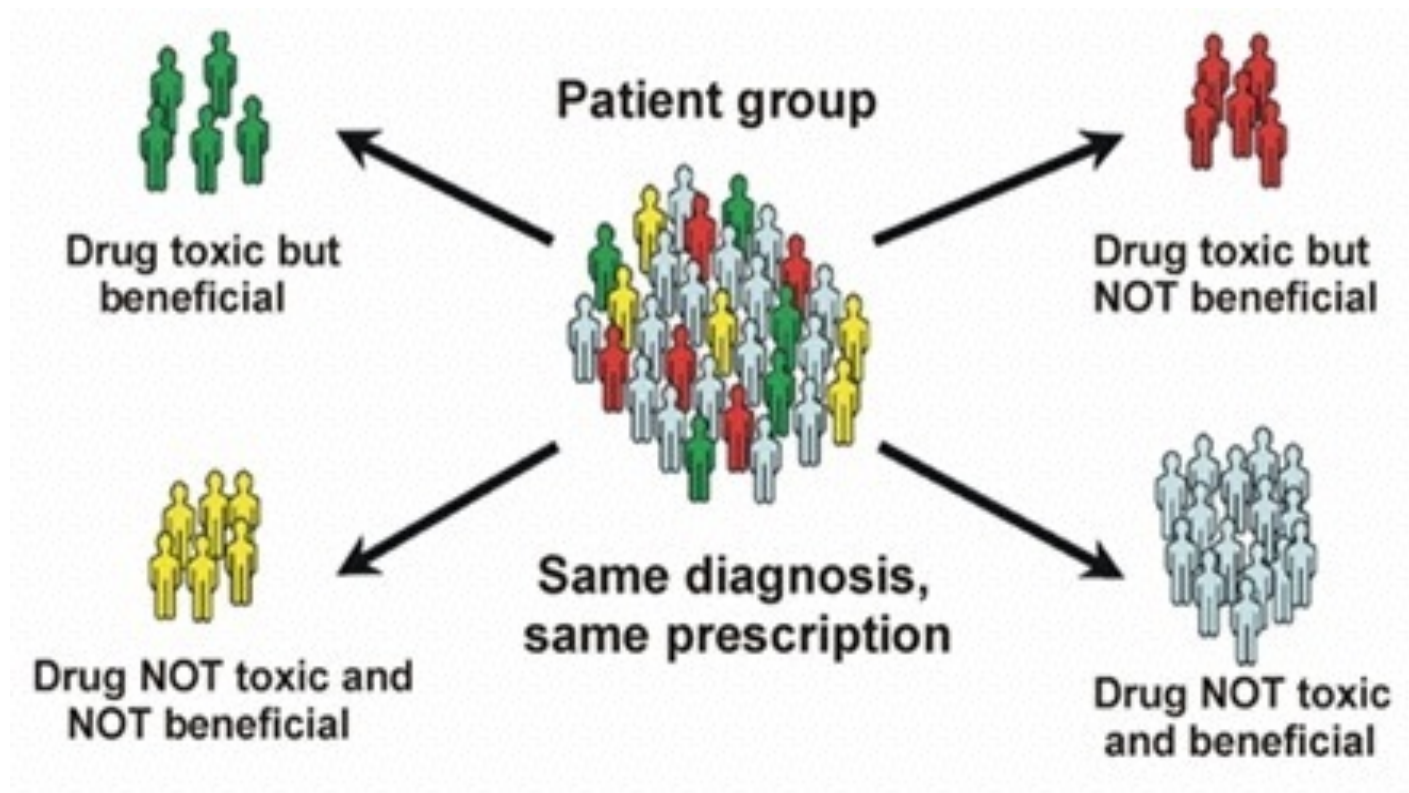 Patient group
Drug toxic but
beneficial
Drug toxic but
NOT beneficial
Same diagnosis,
same prescription
Drug NOT toxic and
NOT beneficial
Drug NOT toxic
and beneficial